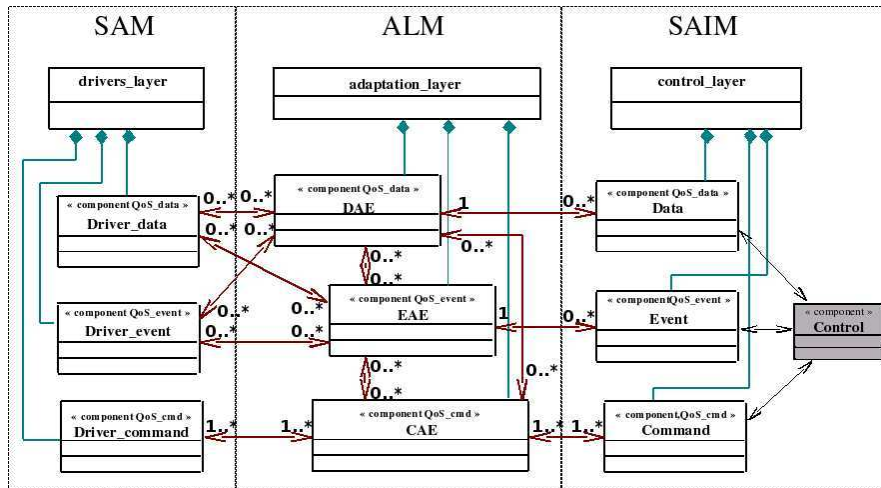 SAM
ALM
SAIM
drivers_layer
adaptation_layer
control_layer
« component QoS_data »
Driver_data
0..*
0..*
« component QoS_data »
DAE
1
0..*
« component QoS_data »
Data
0..*
0..*
0..*
0..*
0..*
« component QoS_event »
Driver_event
0..*
0..*
0..*
0..*
« component QoS_event »
EAE
1
0..*
« componentQoS_event »
Event
« component »
Control
0..*
0..*
0..*
« component QoS_cmd »
Driver_command
1..*
1..*
« component QoS_cmd »
CAE
1..*
1..*
« component,QoS_cmd »
Command